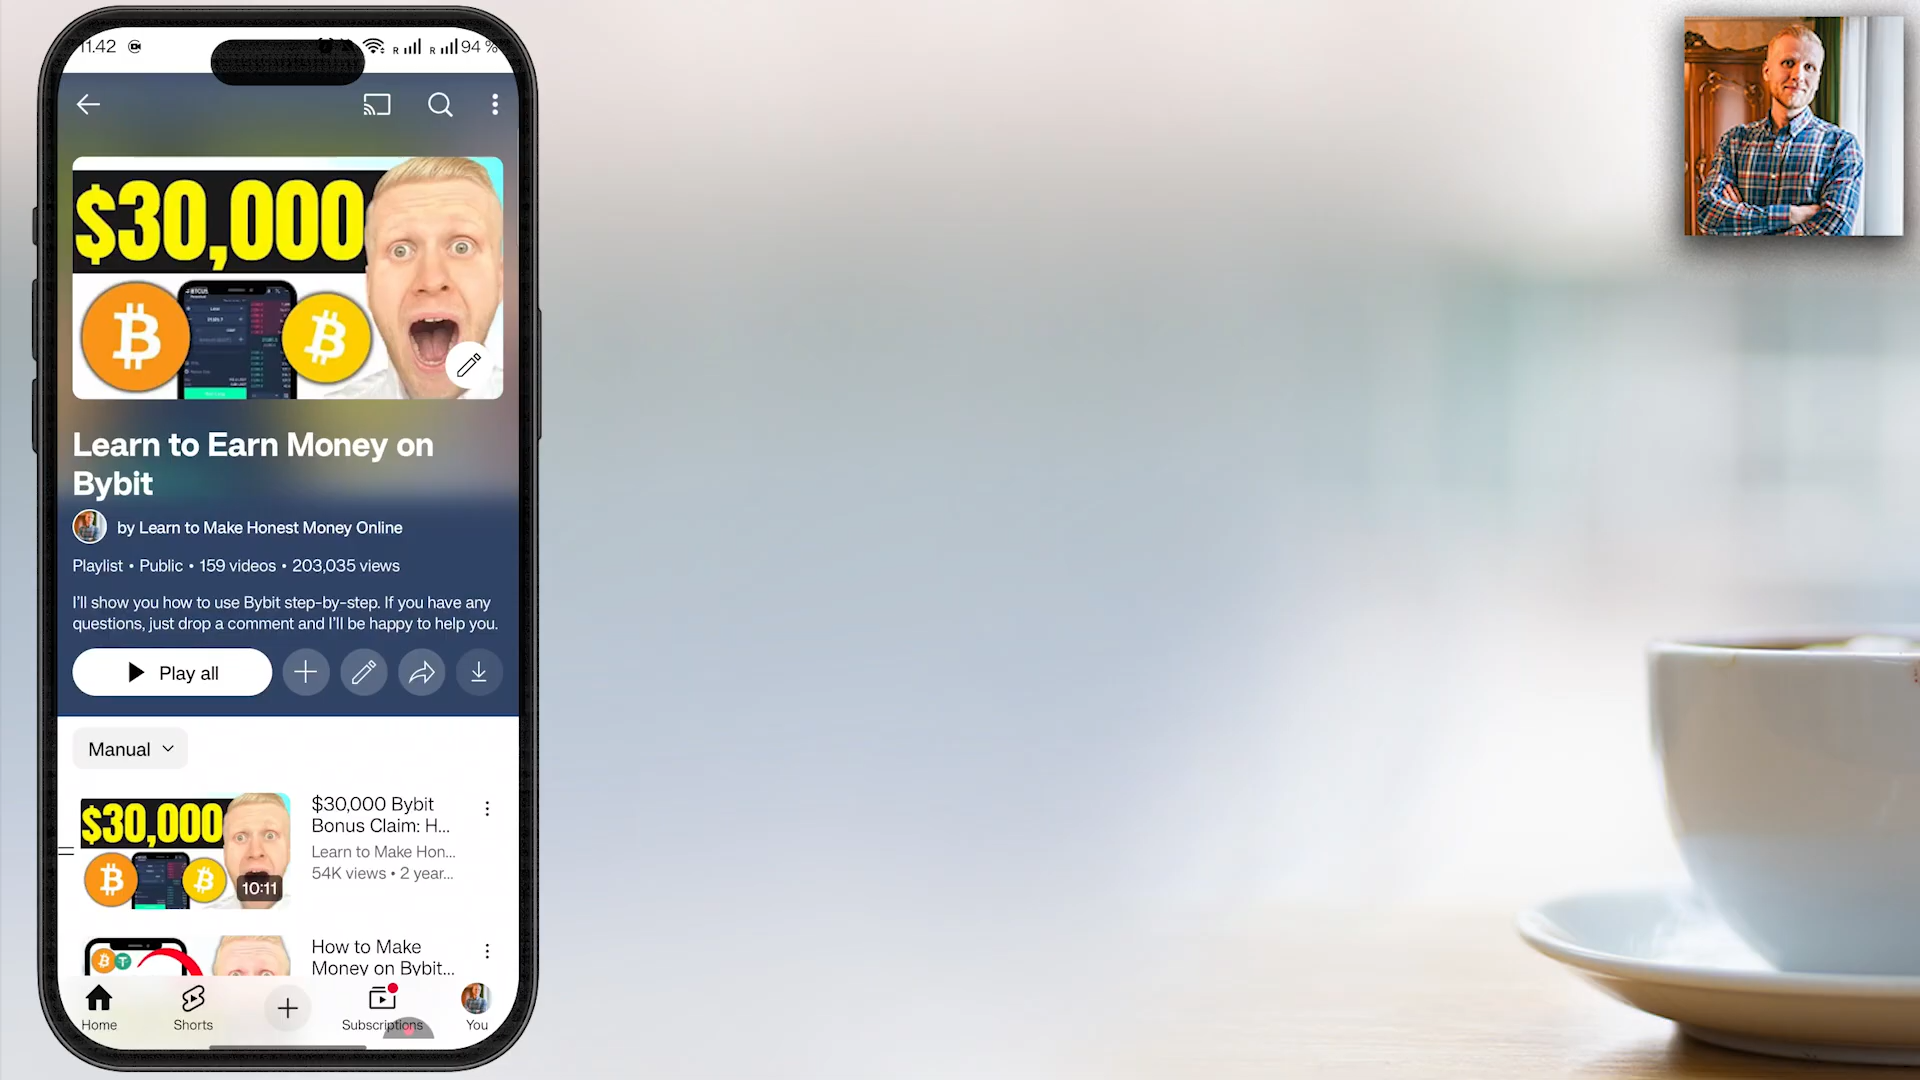 11.42
R
R
94 %
$30,000
Learn to Earn Money on
Bybit
by Learn to Make Honest Money Online
Playlist • Public • 159 videos • 203,035 views
I'll show you how to use Bybit step-by-step. If you have any
questions, just drop a comment and I'll be happy to help you.
Play all
Manual
$30,000
10:11
$30,000 Bybit
Bonus Claim: H...
Learn to Make Hon...
54K views • 2 year...
How to Make
Money on Bybit...
Home
Shorts
Subscriptions
You